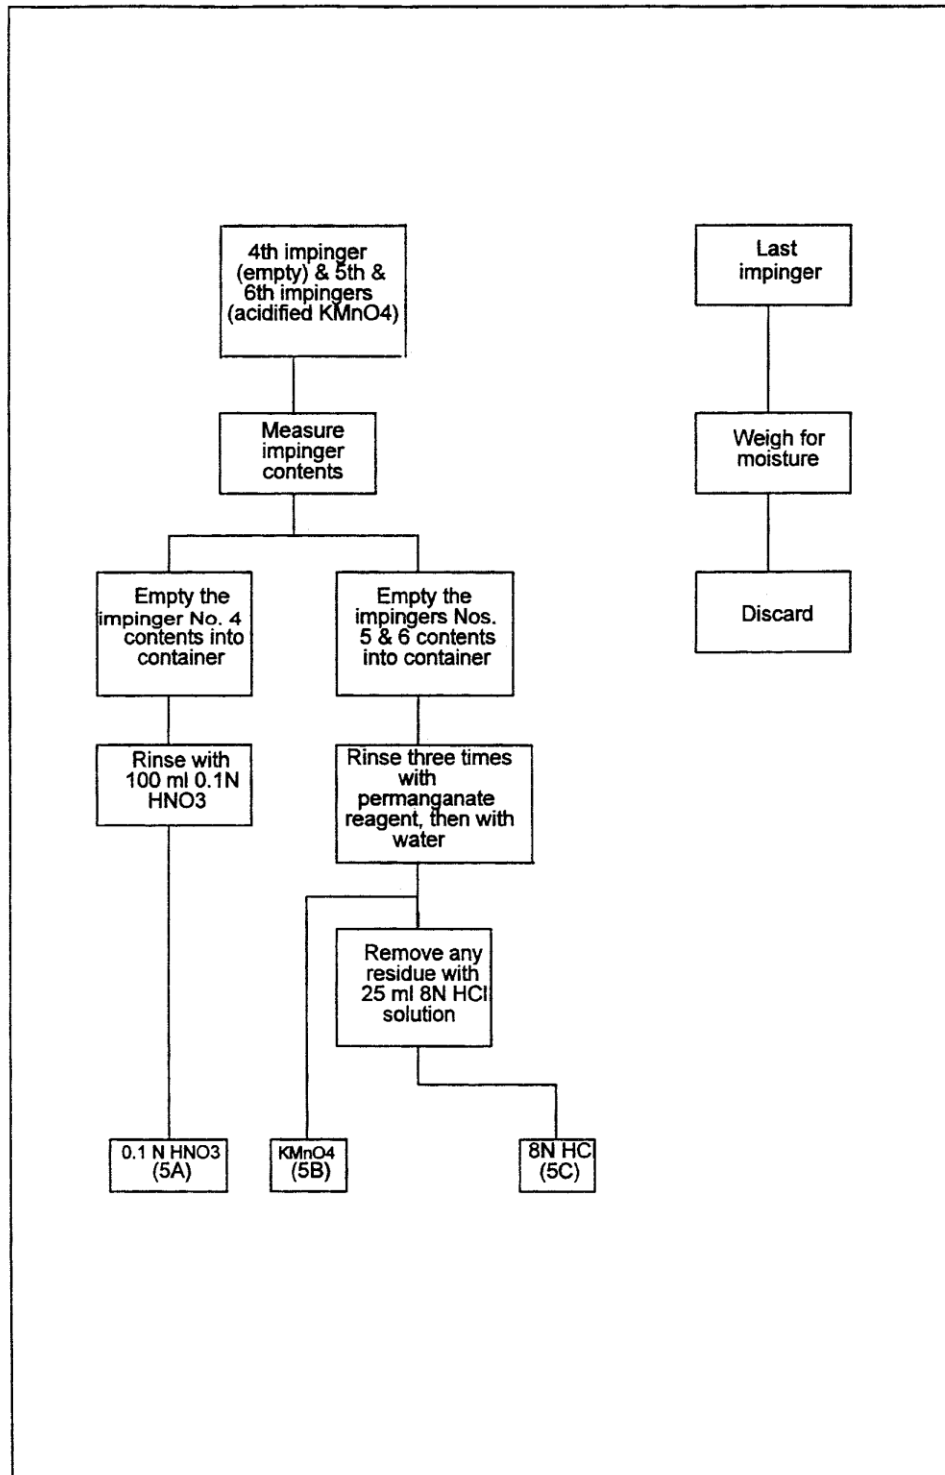 4th impinger
(empty) & 5th &
6th impingers
(acidified KMnO4)
Measure
impinger
contents
Empty the
impinger No. 4
contents into
container
Rinse with
100 ml 0.1N
HNO3
0.1 N HNO3
(5A)
Empty the
impingers Nos.
5 & 6 contents
into container
Rinse three times
with
permanganate
reagent, then with
water
KMnO4
(5B)
Remove any
residue with
25 ml 8N HCl
solution
8N HC
(5C)
Last
impinger
Weigh for
moisture
Discard